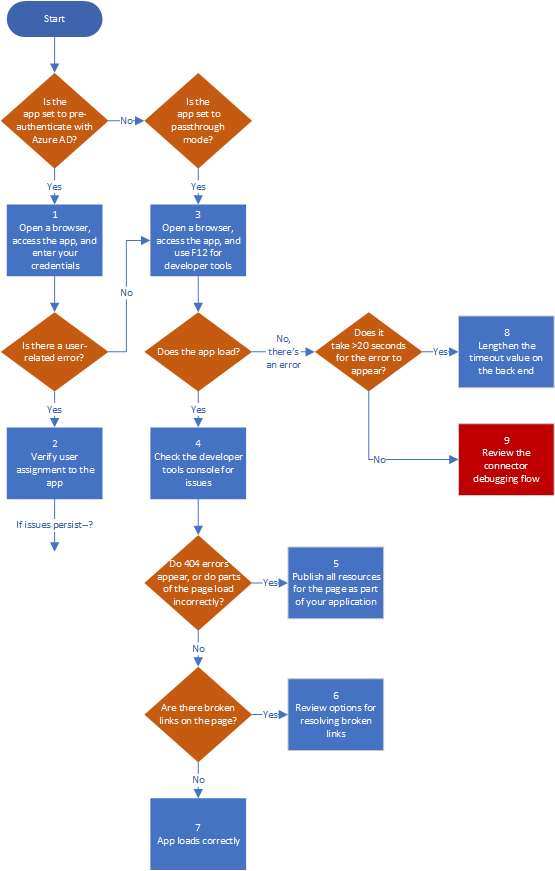 Start
Is the
app set to pre-
authenticate with
Azure AD?
No
Is the
app set to
passthrough
mode?
Yes
Yes
1
Open a browser,
access the app, and
enter your
credentials
3
Open a browser,
access the app, and
use F12 for
developer tools
No
Is there a user-
related error?
Does the app load?
No,
there's
an error
Does it
take >20 seconds
for the error to
appear?
Yes
8
Lengthen the
timeout value on
the back end
Yes
Yes
No
9
Review the
connector
debugging flow
2
Verify user
assignment to the
app
4
Check the developer
tools console for
issues
If issues persist--?
Do 404 errors
appear, or do parts
of the page load
incorrectly?
Yes
5
Publish all resources
for the page as part
of your application
No
Are there broken
links on the page?
Yes
6
Review options for
resolving broken
links
No
7
App loads correctly